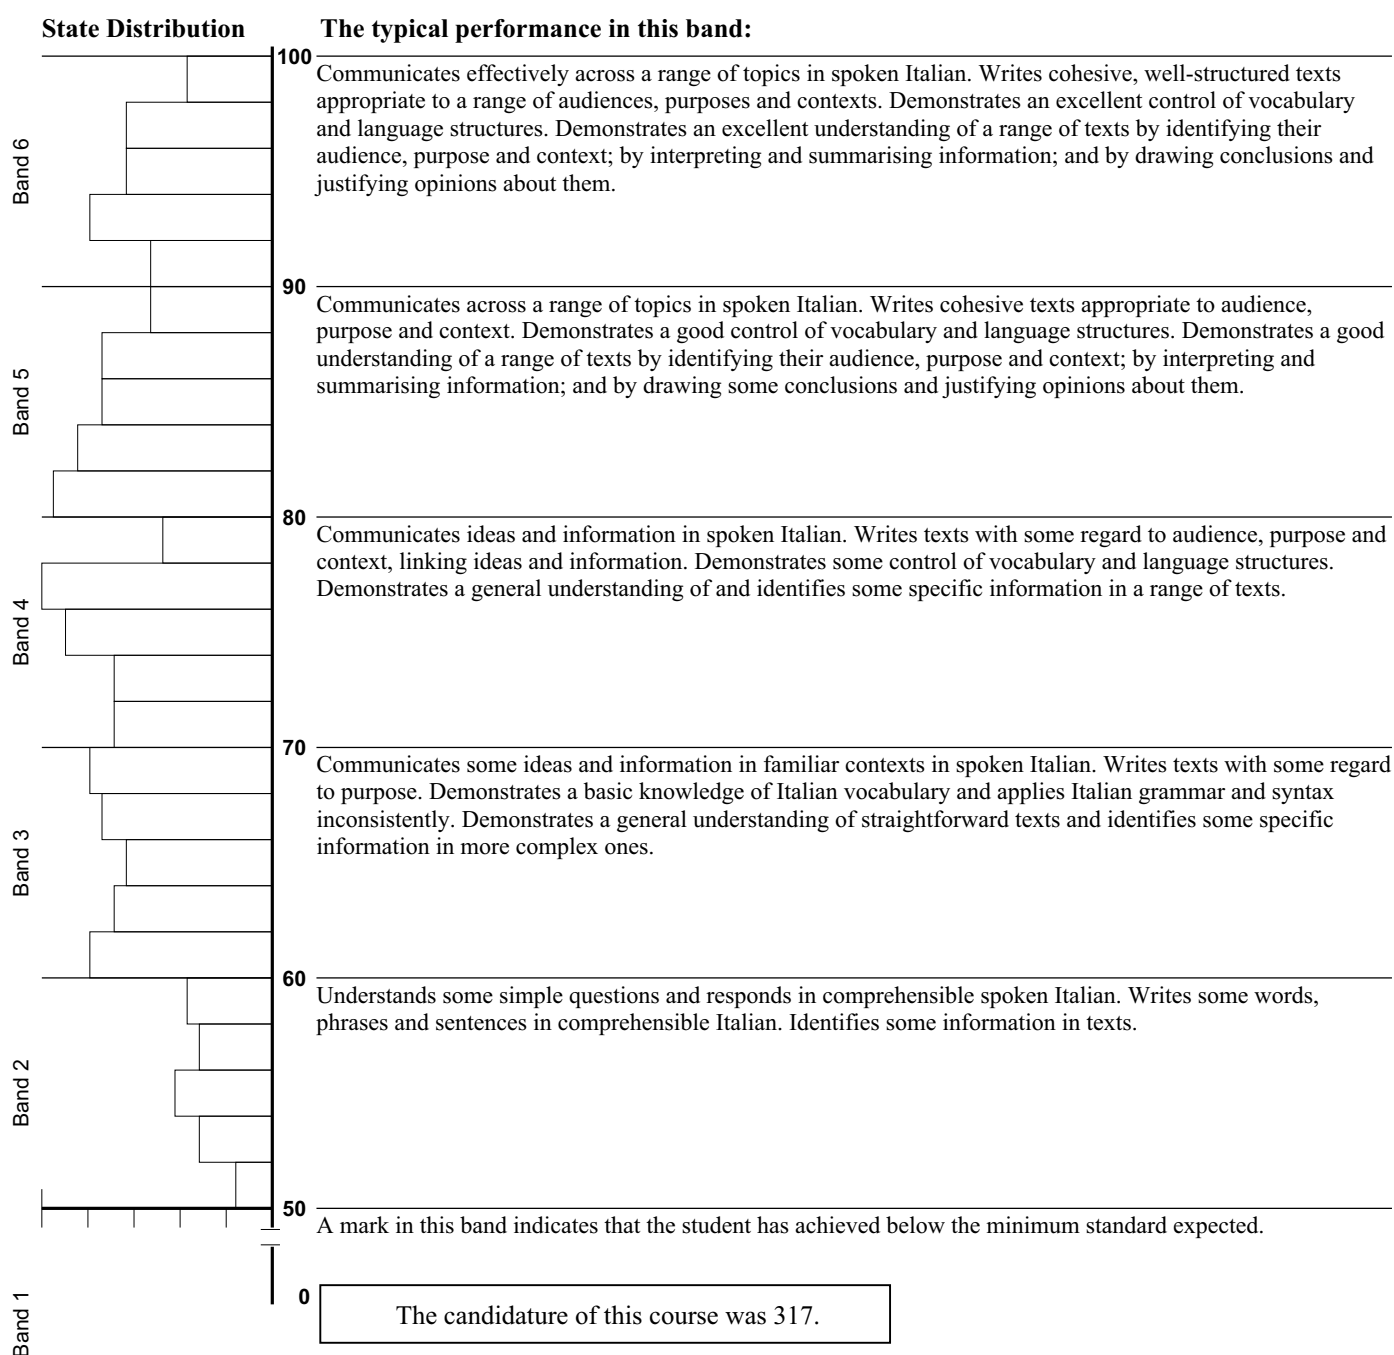 State Distribution
The typical performance in this band:
100
Communicates effectively across a range of topics in spoken Italian. Writes cohesive, well-structured texts
appropriate to a range of audiences, purposes and contexts. Demonstrates an excellent control of vocabulary
and language structures. Demonstrates an excellent understanding of a range of texts by identifying their
audience, purpose and context; by interpreting and summarising information; and by drawing conclusions and
justifying opinions about them.
Band 6
90
Communicates across a range of topics in spoken Italian. Writes cohesive texts appropriate to audience,
purpose and context. Demonstrates a good control of vocabulary and language structures. Demonstrates a good
understanding of a range of texts by identifying their audience, purpose and context; by interpreting and
summarising information; and by drawing some conclusions and justifying opinions about them.
Band 5
80
Communicates ideas and information in spoken Italian. Writes texts with some regard to audience, purpose and
context, linking ideas and information. Demonstrates some control of vocabulary and language structures.
Demonstrates a general understanding of and identifies some specific information in a range of texts.
Band 4
70
Communicates some ideas and information in familiar contexts in spoken Italian. Writes texts with some regard
to purpose. Demonstrates a basic knowledge of Italian vocabulary and applies Italian grammar and syntax
inconsistently. Demonstrates a general understanding of straightforward texts and identifies some specific
information in more complex ones.
Band 3
60
Understands some simple questions and responds in comprehensible spoken Italian. Writes some words,
phrases and sentences in comprehensible Italian. Identifies some information in texts.
Band 2
50
A mark in this band indicates that the student has achieved below the minimum standard expected.
0
Band 1
The candidature of this course was 317.